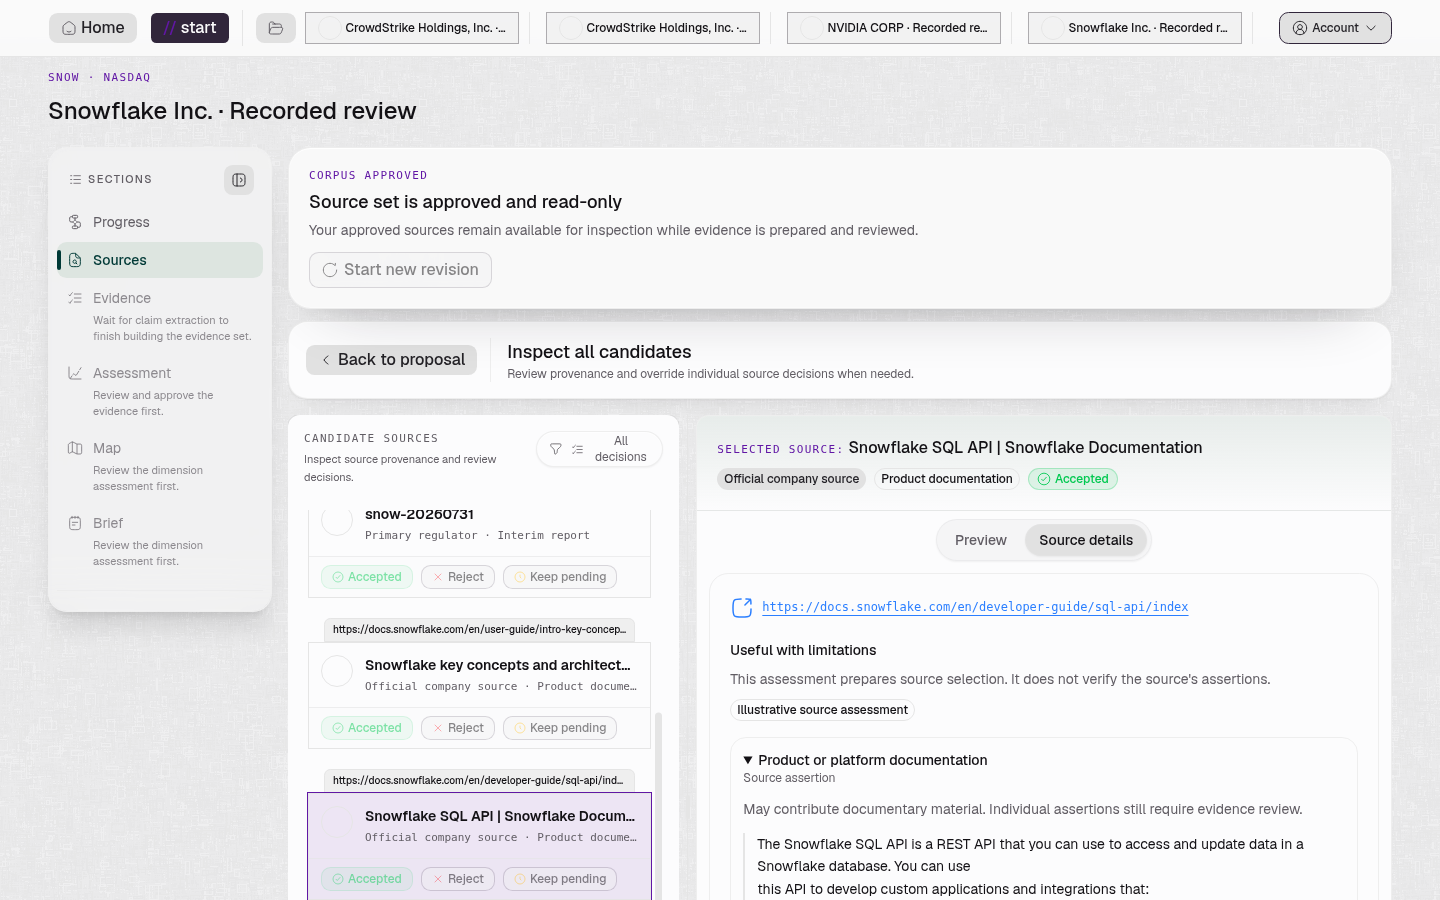 Home
// start
CrowdStrike Holdings, Inc. ·...
CrowdStrike Holdings, Inc. ·...
NVIDIA CORP · Recorded re...
Snowflake Inc. · Recorded r...
Account
SNOW · NASDAQ
Snowflake Inc. · Recorded review
SECTIONS
Progress
Sources
Evidence
Wait for claim extraction to
finish building the evidence set.
Assessment
Review and approve the
evidence first.
Map
Review the dimension
assessment first.
Brief
Review the dimension
assessment first.
CORPUS APPROVED
Source set is approved and read-only
Your approved sources remain available for inspection while evidence is prepared and reviewed.
Start new revision
Back to proposal
Inspect all candidates
Review provenance and override individual source decisions when needed.
CANDIDATE SOURCES
Inspect source provenance and review
decisions.
All
decisions
snow-20260731
Primary regulator · Interim report
Accepted
Reject
Keep pending
https://docs.snowflake.com/en/user-guide/intro-key-concep...
Snowflake key concepts and architect...
Official company source · Product docume...
Accepted
Reject
Keep pending
https://docs.snowflake.com/en/developer-guide/sql-api/ind...
Snowflake SQL API | Snowflake Docum...
Official company source · Product docume...
Accepted
Reject
Keep pending
SELECTED SOURCE: Snowflake SQL API | Snowflake Documentation
Official company source
Product documentation
Accepted
Preview
Source details
https://docs.snowflake.com/en/developer-guide/sql-api/index
Useful with limitations
This assessment prepares source selection. It does not verify the source's assertions.
Illustrative source assessment
▼ Product or platform documentation
Source assertion
May contribute documentary material. Individual assertions still require evidence review.
The Snowflake SQL API is a REST API that you can use to access and update data in a
Snowflake database. You can use
this API to develop custom applications and integrations that: